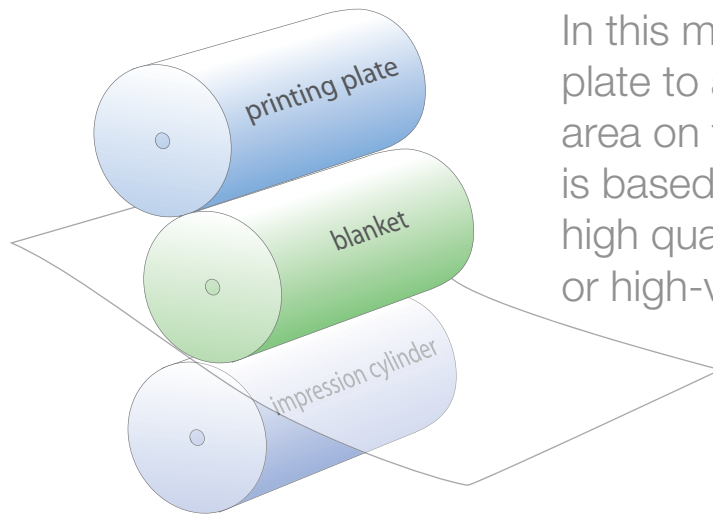 printing plate
blanket
impression cylinder
In this m
plate to
area on
is based
high qua
or high-v